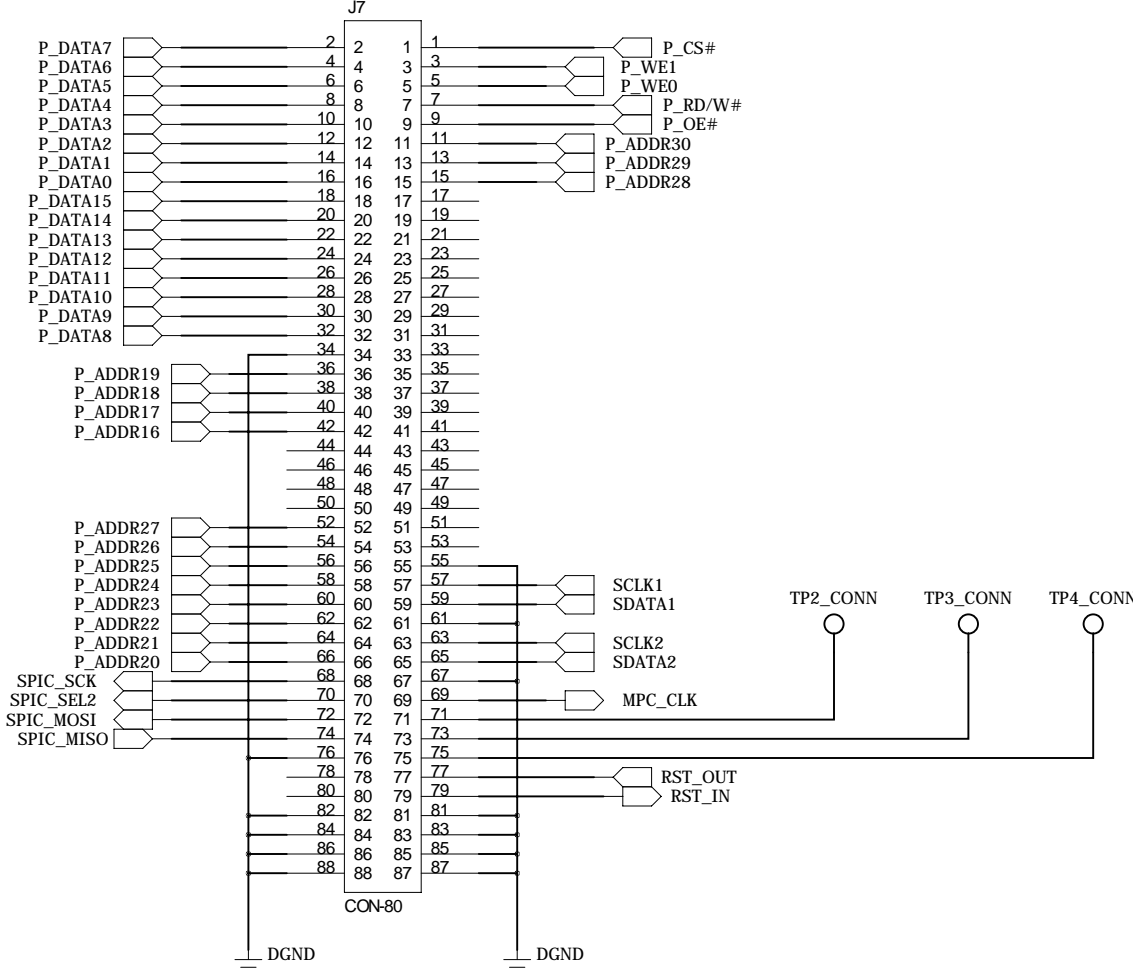 J7
P_DATA7 2 2 1 1 P_CS#
P_DATA6 4 4 3 3 P_WE1
P_DATA5 6 6 5 5 P_WE0
P_DATA4 8 8 7 7 P_RD/W#
P_DATA3 10 10 9 9 P_OE#
P_DATA2 12 12 11 11 P_ADDR30
P_DATA1 14 14 13 13 P_ADDR29
P_DATA0 16 16 15 15 P_ADDR28
P_DATA15 18 18 17 17
P_DATA14 20 20 19 19
P_DATA13 22 22 21 21
P_DATA12 24 24 23 23
P_DATA11 26 26 25 25
P_DATA10 28 28 27 27
P_DATA9 30 30 29 29
P_DATA8 32 32 31 31
34 34 33 33
P_ADDR19 36 36 35 35
P_ADDR18 38 38 37 37
P_ADDR17 40 40 39 39
P_ADDR16 42 42 41 41
44 44 43 43
46 46 45 45
48 48 47 47
50 50 49 49
P_ADDR27 52 52 51 51
P_ADDR26 54 54 53 53
P_ADDR25 56 56 55 55
P_ADDR24 58 58 57 57 SCLK1
P_ADDR23 60 60 59 59 SDATA1 TP2_CONN TP3_CONN TP4_CONN
P_ADDR22 62 62 61 61
P_ADDR21 64 64 63 63 SCLK2
P_ADDR20 66 66 65 65 SDATA2
SPIC_SCK 68 68 67 67
SPIC_SEL2 70 70 69 69 MPC_CLK
SPIC_MOSI 72 72 71 71
SPIC_MISO 74 74 73 73
76 76 75 75
78 78 77 77 RST_OUT
80 80 79 79 RST_IN
82 82 81 81
84 84 83 83
86 86 85 85
88 88 87 87
CON-80
DGND DGND